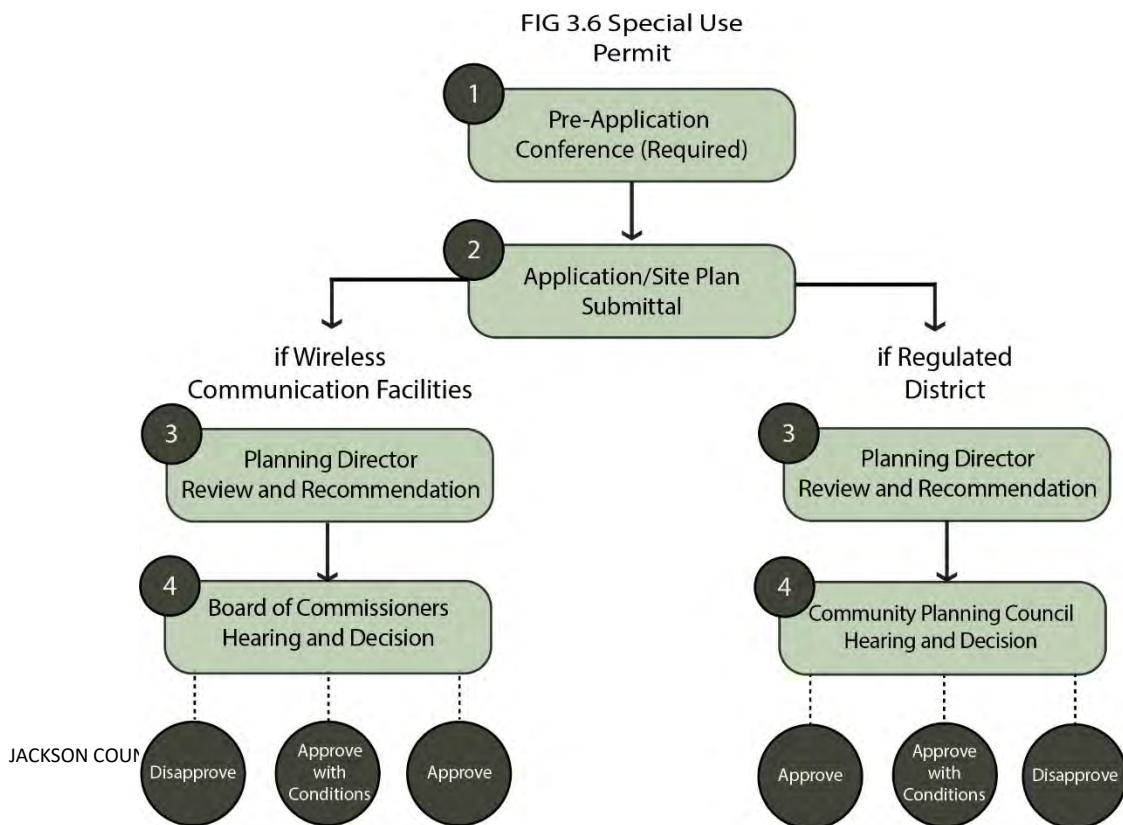 FIG 3.6 Special Use
Permit
1
Pre-Application
Conference (Required)
2
Application/Site Plan
Submittal
if Wireless
Communication Facilities
3
Planning Director
Review and Recommendation
4
Board of Commissioners
Hearing and Decision
Disapprove
Approve
with
Conditions
Approve
if Regulated
District
3
Planning Director
Review and Recommendation
4
Community Planning Council
Hearing and Decision
Approve
Approve
with
Conditions
Disapprove
JACKSON